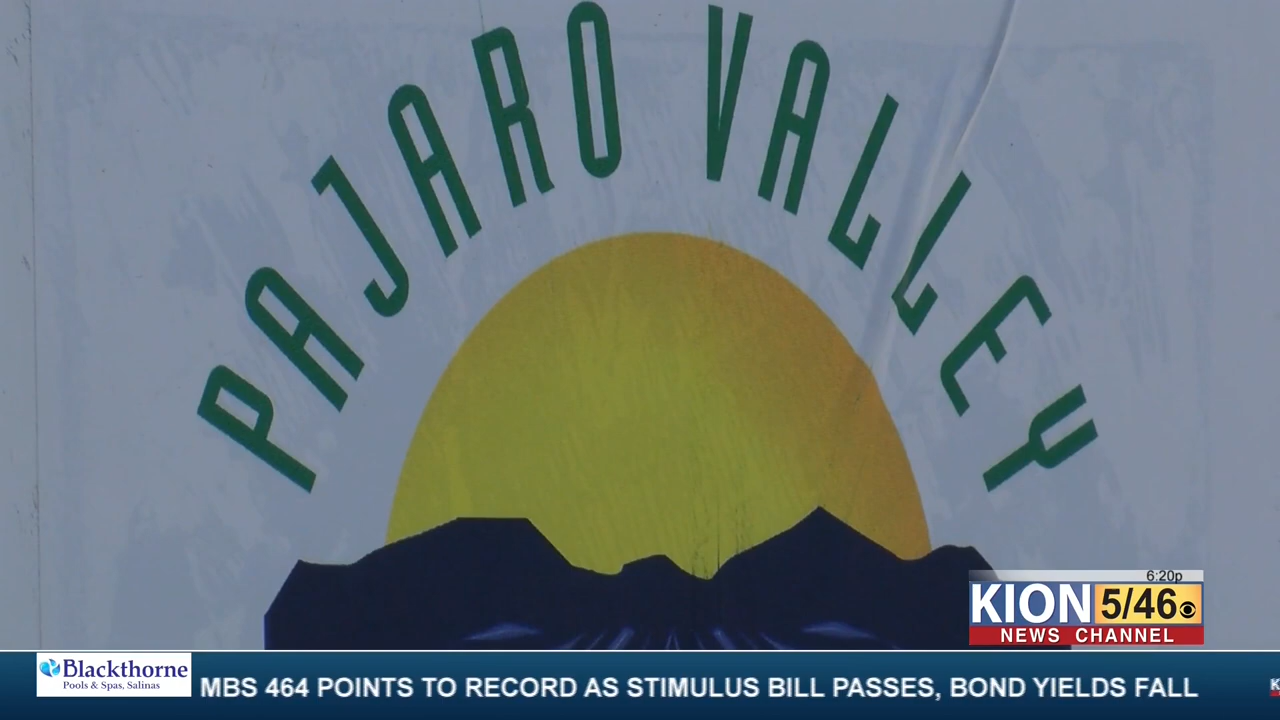 PAJARO VALLEY
6:20p
KION 5/46
NEWS CHANNEL
Blackthorne
Pools & Spas, Salinas
MBS 464 POINTS TO RECORD AS STIMULUS BILL PASSES, BOND YIELDS FALL